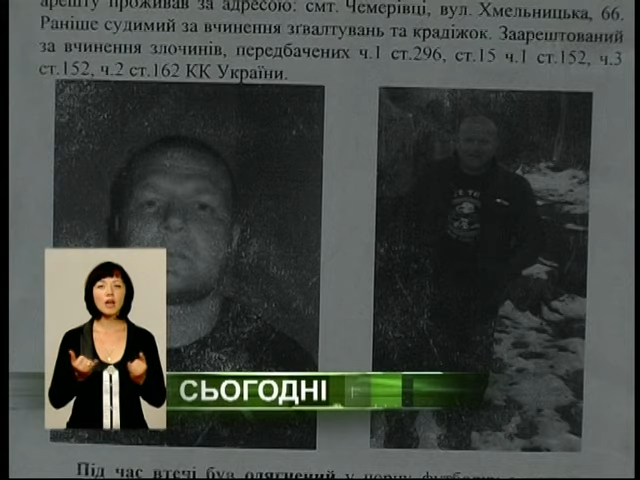 арешту проживав за адресою: смт. Чемерівці, вул. Хмельницька, 66.
Раніше судимий за вчинення зґвалтувань та крадіжок. Заарештований
за вчинення злочинів, передбачених ч.1 ст.296, ст.15 ч.1 ст.152, ч.3
ст.152, ч.2 ст.162 КК України.
СЬОГОДНІ
Під час втечі був одягнений у чорну футболку